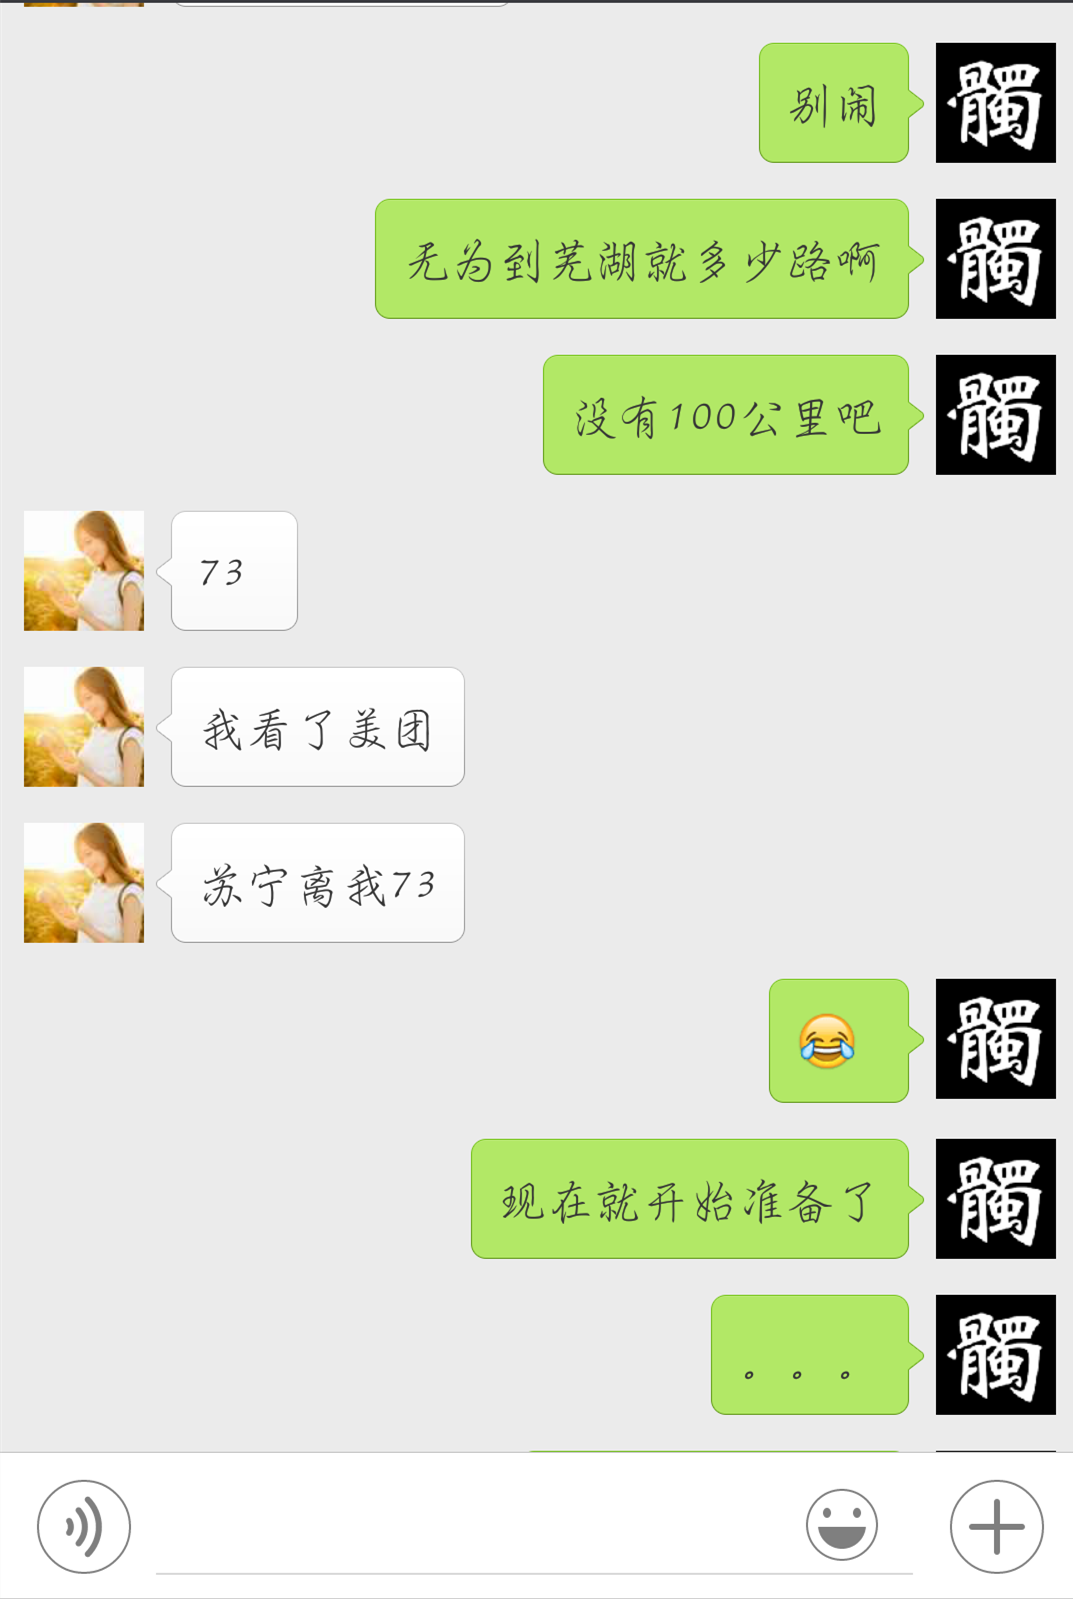 别闹
髑
无为到芜湖就多少路啊
髑
没有100公里吧
髑
73
我看了美团
苏宁离我73
😂
髑
现在就开始准备了
髑
。。。
髑